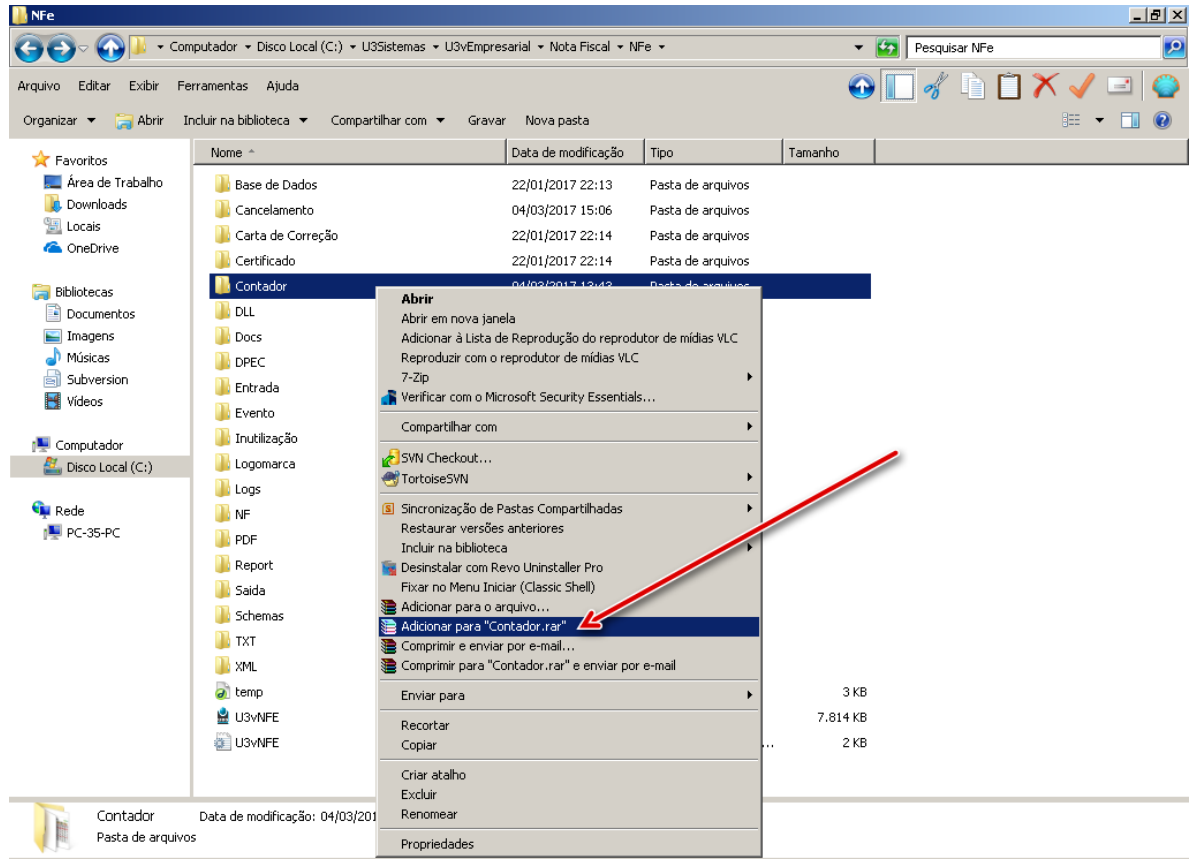 NFe
Computador Disco Local (C:) U3Sistemas U3vEmpresarial Nota Fiscal NFe Pesquisar NFe
Arquivo Editar Exibir Ferramentas Ajuda
Organizar Abrir Incluir na biblioteca Compartilhar com Gravar Nova pasta
Favoritos
Área de Trabalho
Downloads
Locais
OneDrive
Bibliotecas
Documentos
Imagens
Músicas
Subversion
Vídeos
Computador
Disco Local (C:)
Rede
PC-35-PC
Nome Data de modificação Tipo Tamanho
Base de Dados 22/01/2017 22:13 Pasta de arquivos
Cancelamento 04/03/2017 15:06 Pasta de arquivos
Carta de Correção 22/01/2017 22:14 Pasta de arquivos
Certificado 22/01/2017 22:14 Pasta de arquivos
Contador 04/03/2017 13:43 Pasta de arquivos
DLL
Docs
DPEC
Entrada
Evento
Inutilização
Logomarca
Logs
NF
PDF
Report
Saida
Schemas
TXT
XML
temp 3 KB
U3vNFE 7.814 KB
U3vNFE ... 2 KB
Abrir
Abrir em nova janela
Adicionar à Lista de Reprodução do reprodutor de mídias VLC
Reproduzir com o reprodutor de mídias VLC
7-Zip
Verificar com o Microsoft Security Essentials...
Compartilhar com
SVN Checkout...
TortoiseSVN
Sincronização de Pastas Compartilhadas
Restaurar versões anteriores
Incluir na biblioteca
Desinstalar com Revo Uninstaller Pro
Fixar no Menu Iniciar (Classic Shell)
Adicionar para o arquivo...
Adicionar para "Contador.rar"
Comprimir e enviar por e-mail...
Comprimir para "Contador.rar" e enviar por e-mail
Enviar para
Recortar
Copiar
Criar atalho
Excluir
Renomear
Propriedades
Contador Data de modificação: 04/03/201
Pasta de arquivos